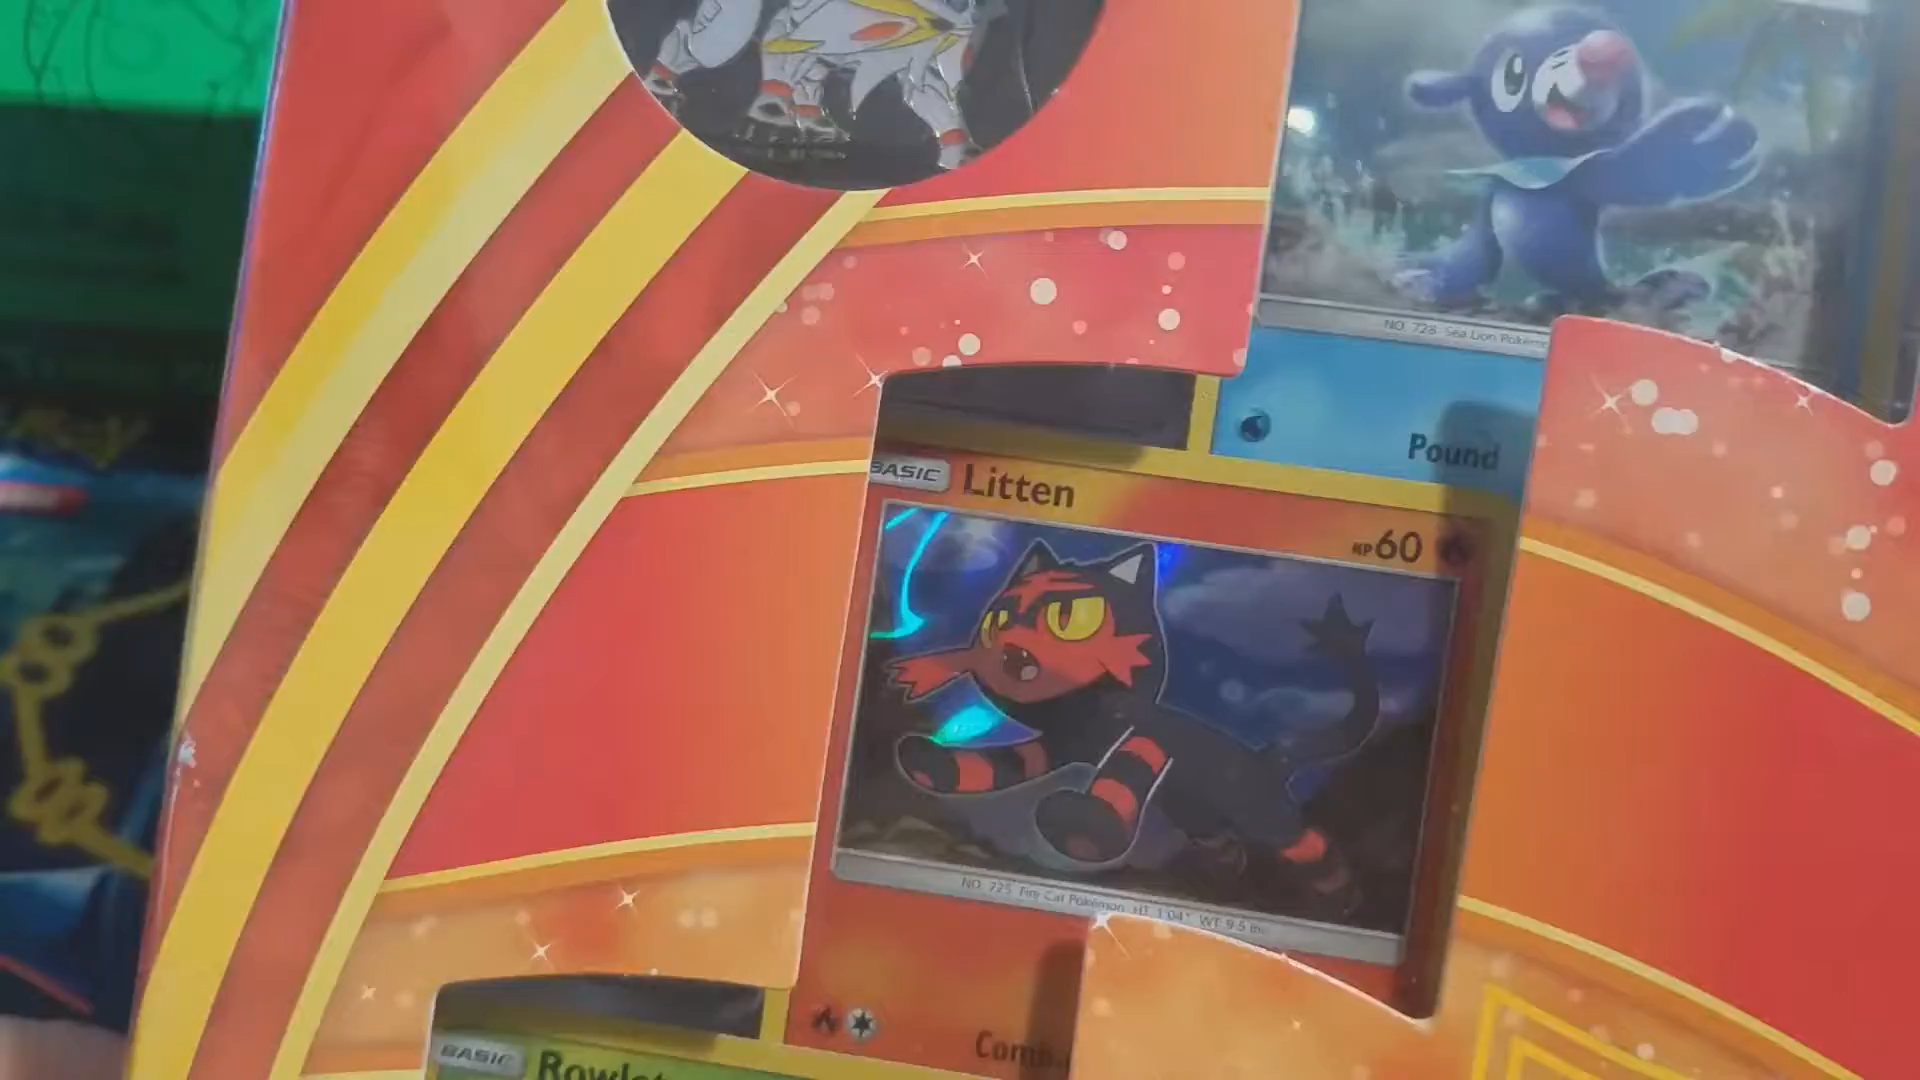 NO. 728 Sea Lion Pokémon
Pound
BASIC Litten
HP60
NO. 725 Fire Cat Pokémon HT 1'04" WT 9.5 lbs.
BASIC Rowlet